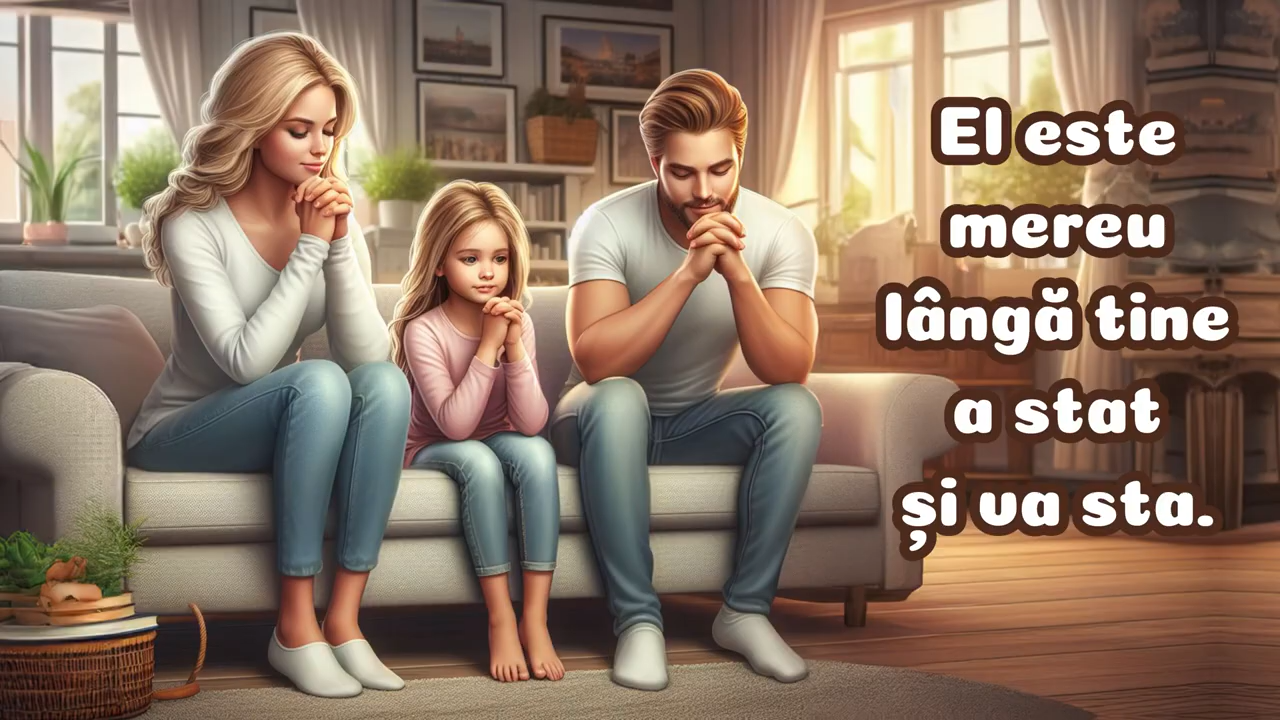 El este
mereu
lângă tine
a stat
și va sta.